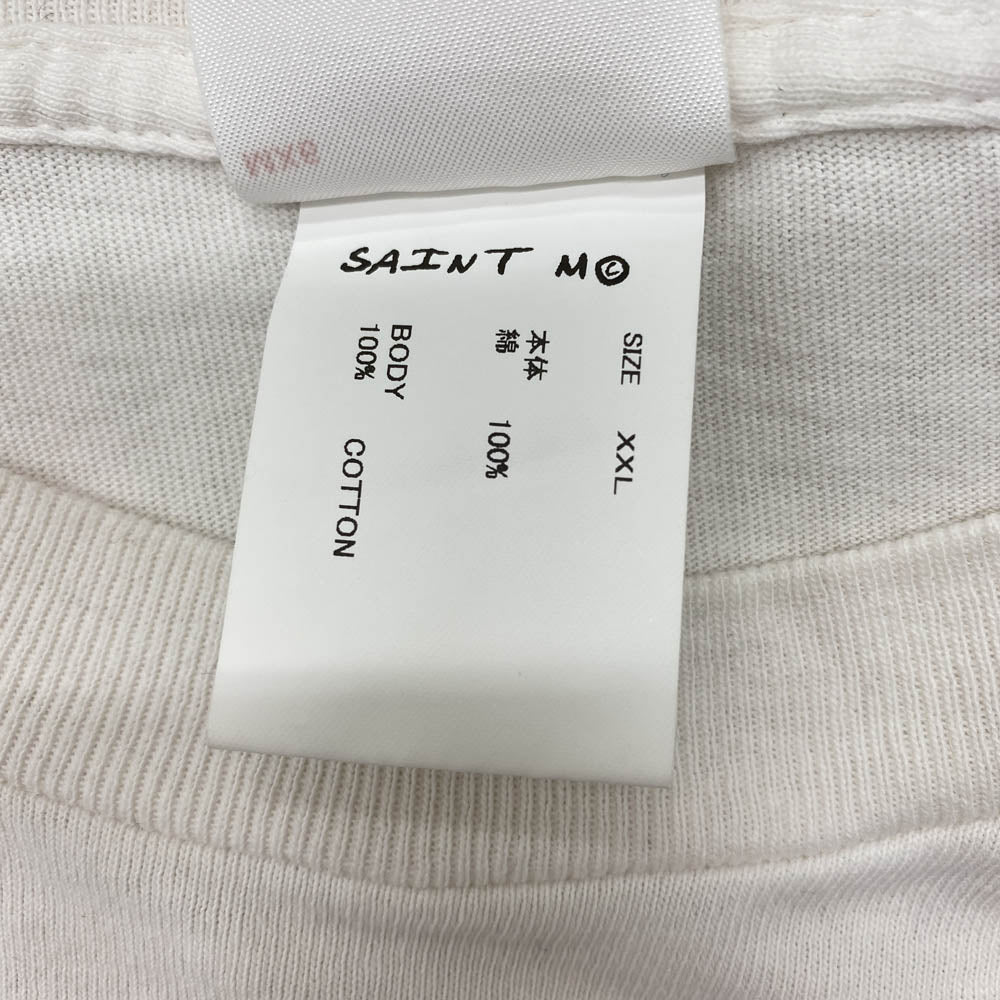 SAINT M©
SIZE XXL
本体
綿 100%
BODY
100% COTTON